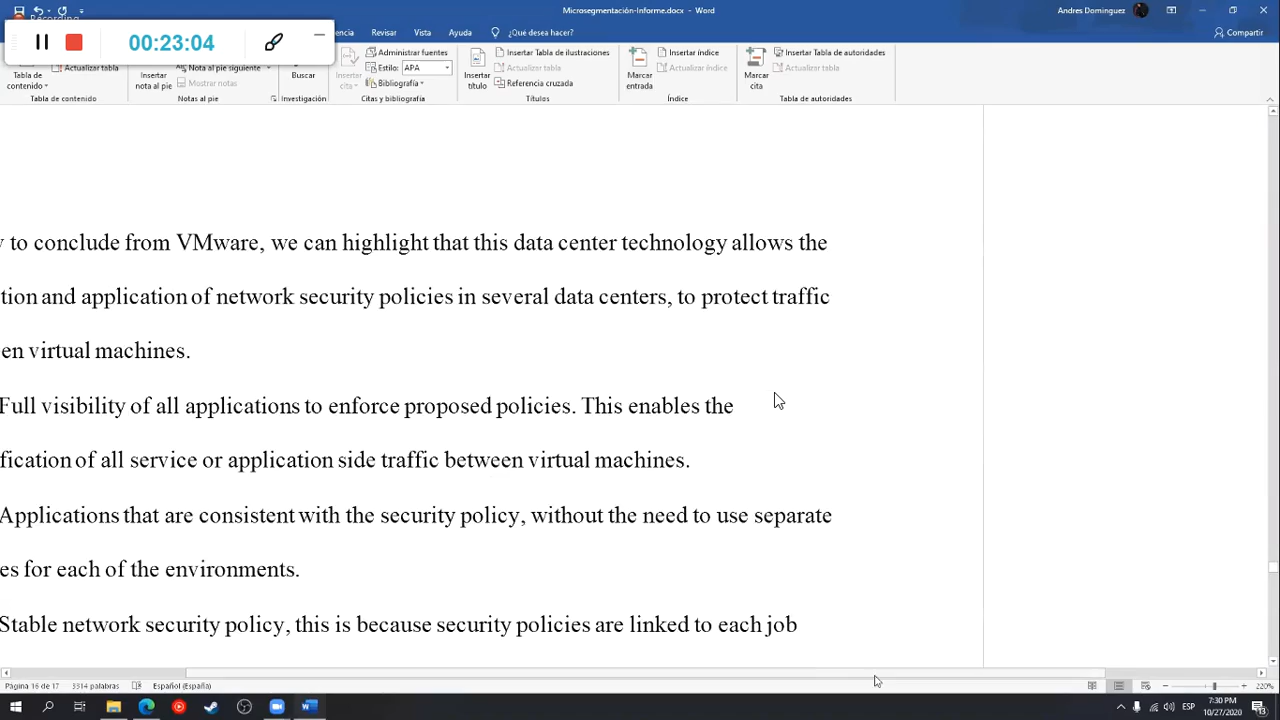 Microsegmentación-Informe.docx - Word
Andres Dominguez
Recording
00:23:04
encia
Revisar
Vista
Ayuda
¿Qué desea hacer?
Compartir
Tabla de
contenido
Actualizar tabla
Tabla de contenido
Insertar
nota al pie
Nota al pie siguiente
Mostrar notas
Notas al pie
Buscar
Investigación
Insertar
cita
Administrar fuentes
Estilo: APA
Bibliografía
Citas y bibliografía
Insertar
título
Insertar Tabla de ilustraciones
Actualizar tabla
Referencia cruzada
Títulos
Marcar
entrada
Insertar índice
Actualizar índice
Índice
Marcar
cita
Insertar Tabla de autoridades
Actualizar tabla
Tabla de autoridades
y to conclude from VMware, we can highlight that this data center technology allows the
tion and application of network security policies in several data centers, to protect traffic
en virtual machines.
Full visibility of all applications to enforce proposed policies. This enables the
fication of all service or application side traffic between virtual machines.
Applications that are consistent with the security policy, without the need to use separate
es for each of the environments.
Stable network security policy, this is because security policies are linked to each job
Página 16 de 17
3314 palabras
Español (España)
220%
ESP
7:30 PM
10/27/2020